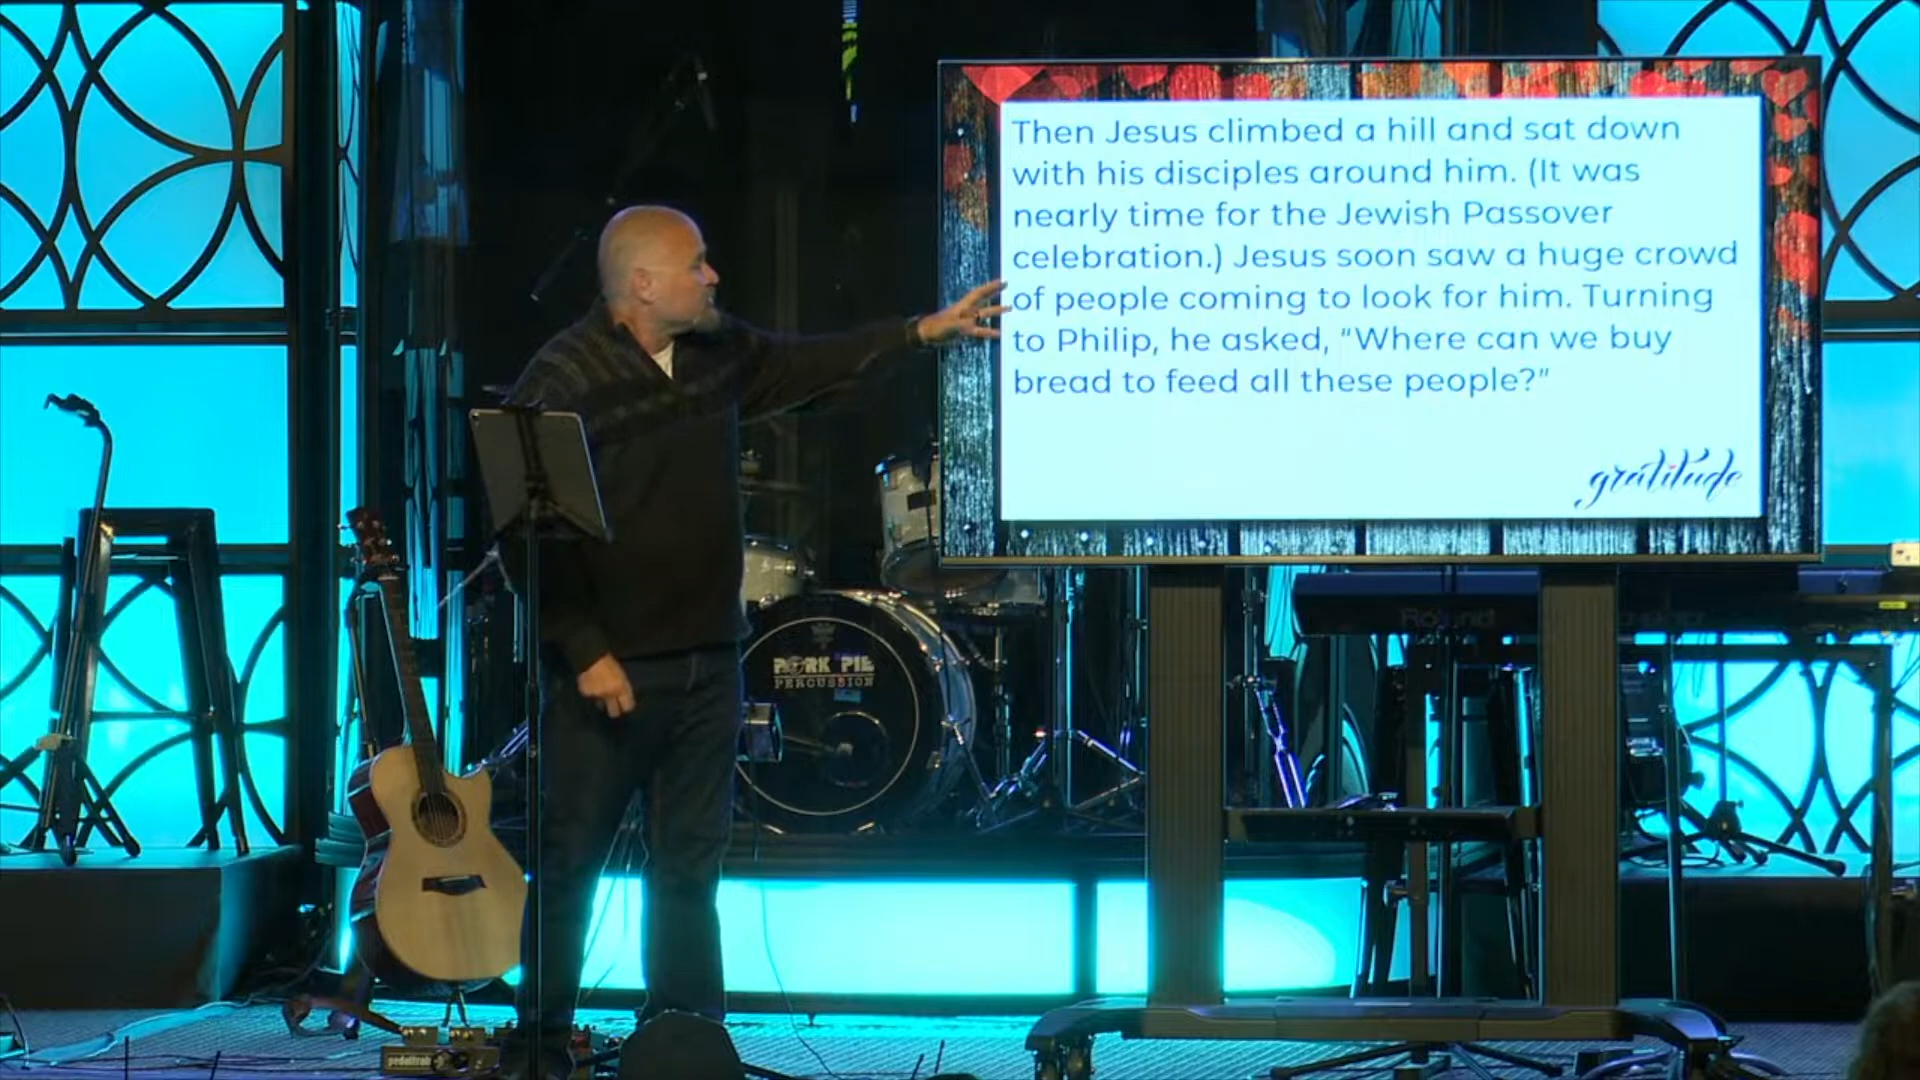 Then Jesus climbed a hill and sat down
with his disciples around him. (It was
nearly time for the Jewish Passover
celebration.) Jesus soon saw a huge crowd
of people coming to look for him. Turning
to Philip, he asked, "Where can we buy
bread to feed all these people?"
gratitude
PORK PIE
PERCUSSION
Roland
pedaltrain